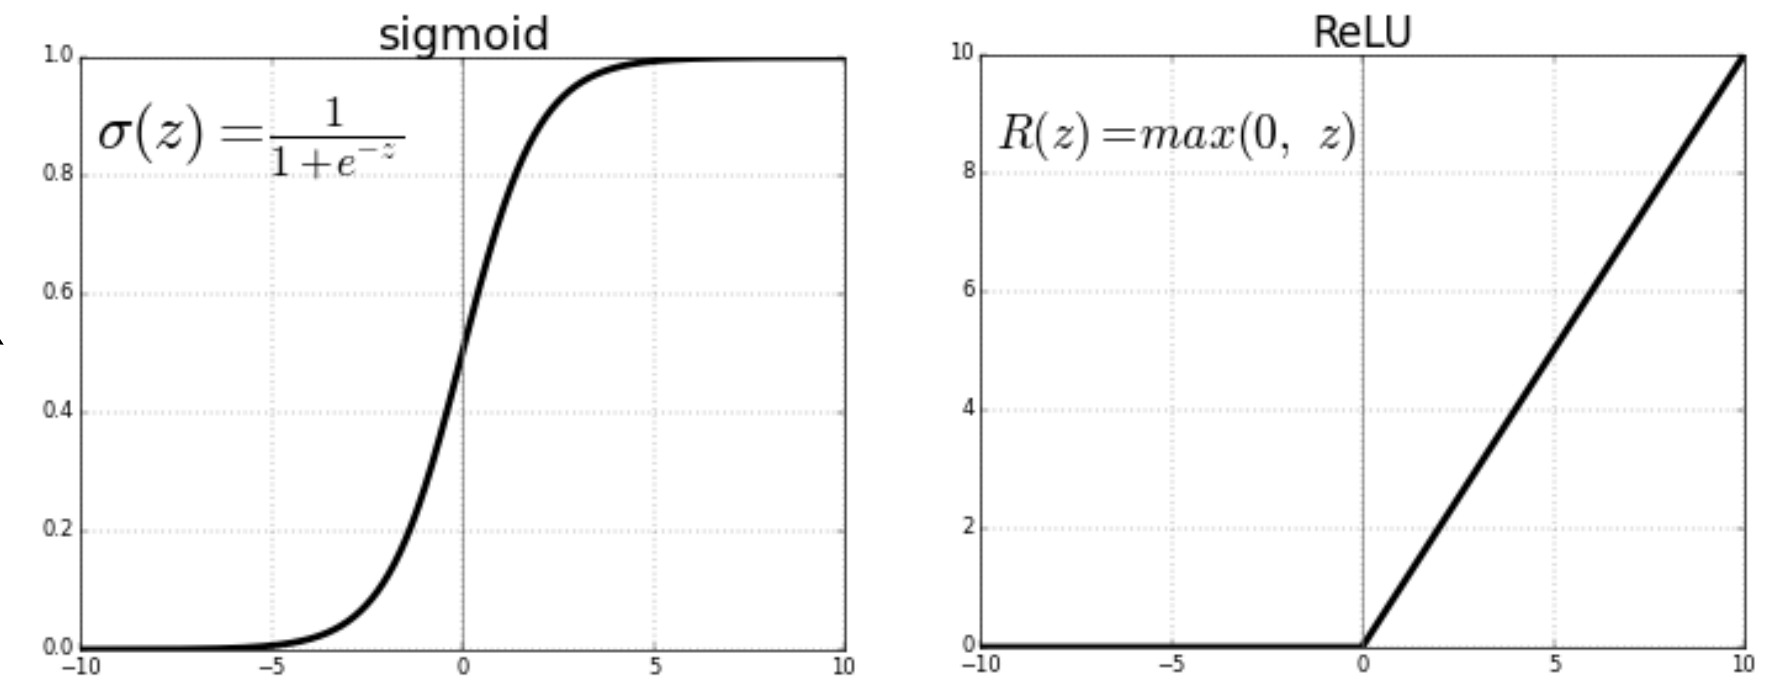 sigmoid
1.0
σ(z) = 1 / 1 + e^{-z}
0.8
0.6
0.4
0.2
0.0
−10 −5 0 5 10
ReLU
10
R(z) = max(0, z)
8
6
4
2
0
−10 −5 0 5 10